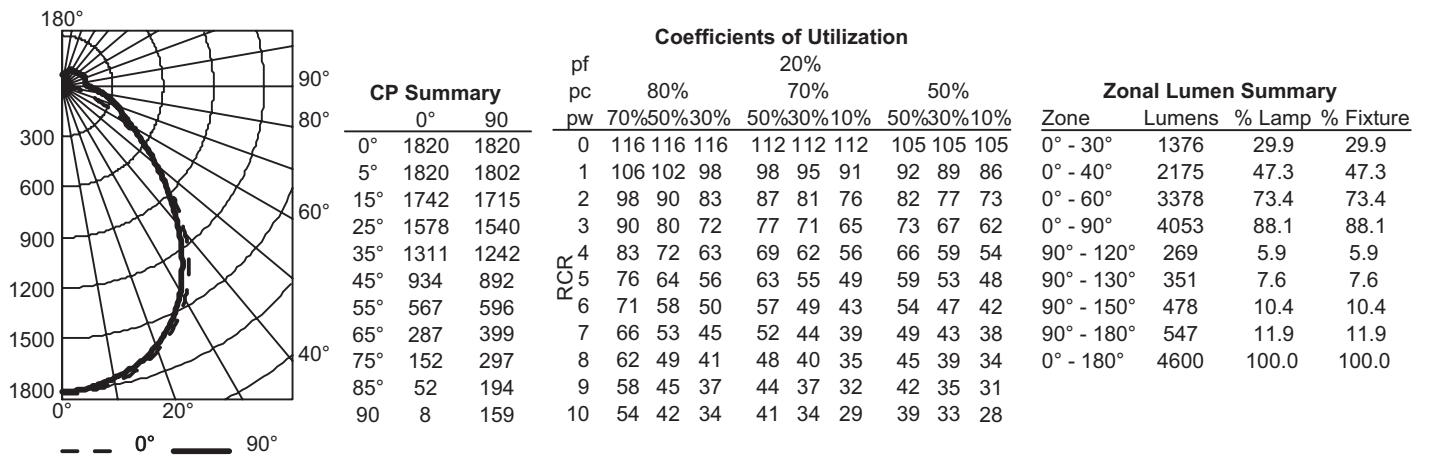 180°
90°
80°
60°
40°
300
600
900
1200
1500
1800
0° 20°
0° 90°
CP Summary
0° 90
0° 1820 1820
5° 1820 1802
15° 1742 1715
25° 1578 1540
35° 1311 1242
45° 934 892
55° 567 596
65° 287 399
75° 152 297
85° 52 194
90 8 159
Coefficients of Utilization
pf 20%
pc 80% 70% 50%
pw 70%50%30% 50%30%10% 50%30%10%
RCR
0 116 116 116 112 112 112 105 105 105
1 106 102 98 98 95 91 92 89 86
2 98 90 83 87 81 76 82 77 73
3 90 80 72 77 71 65 73 67 62
4 83 72 63 69 62 56 66 59 54
5 76 64 56 63 55 49 59 53 48
6 71 58 50 57 49 43 54 47 42
7 66 53 45 52 44 39 49 43 38
8 62 49 41 48 40 35 45 39 34
9 58 45 37 44 37 32 42 35 31
10 54 42 34 41 34 29 39 33 28
Zonal Lumen Summary
Zone Lumens % Lamp % Fixture
0° - 30° 1376 29.9 29.9
0° - 40° 2175 47.3 47.3
0° - 60° 3378 73.4 73.4
0° - 90° 4053 88.1 88.1
90° - 120° 269 5.9 5.9
90° - 130° 351 7.6 7.6
90° - 150° 478 10.4 10.4
90° - 180° 547 11.9 11.9
0° - 180° 4600 100.0 100.0